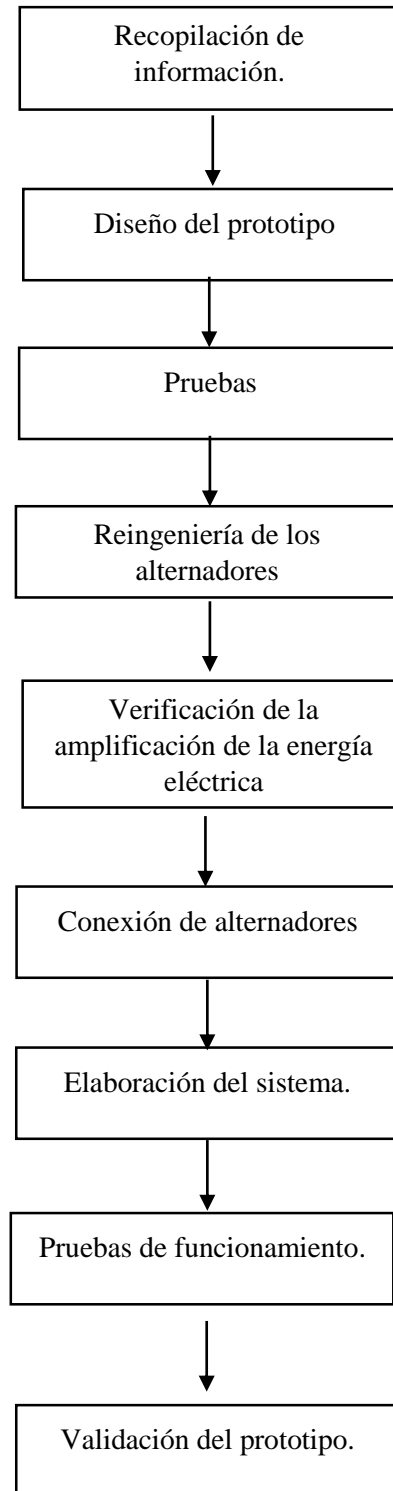 Recopilación de
información.
Diseño del prototipo
Pruebas
Reingeniería de los
alternadores
Verificación de la
amplificación de la energía
eléctrica
Conexión de alternadores
Elaboración del sistema.
Pruebas de funcionamiento.
Validación del prototipo.